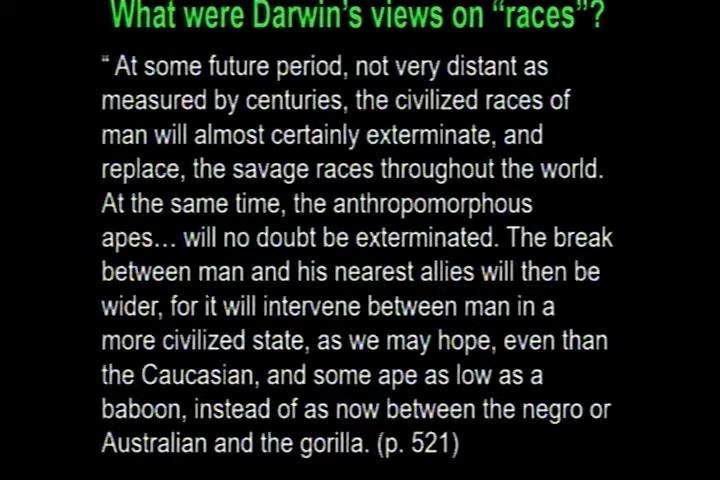 What were Darwin's views on "races"?
“ At some future period, not very distant as
measured by centuries, the civilized races of
man will almost certainly exterminate, and
replace, the savage races throughout the world.
At the same time, the anthropomorphous
apes… will no doubt be exterminated. The break
between man and his nearest allies will then be
wider, for it will intervene between man in a
more civilized state, as we may hope, even than
the Caucasian, and some ape as low as a
baboon, instead of as now between the negro or
Australian and the gorilla. (p. 521)